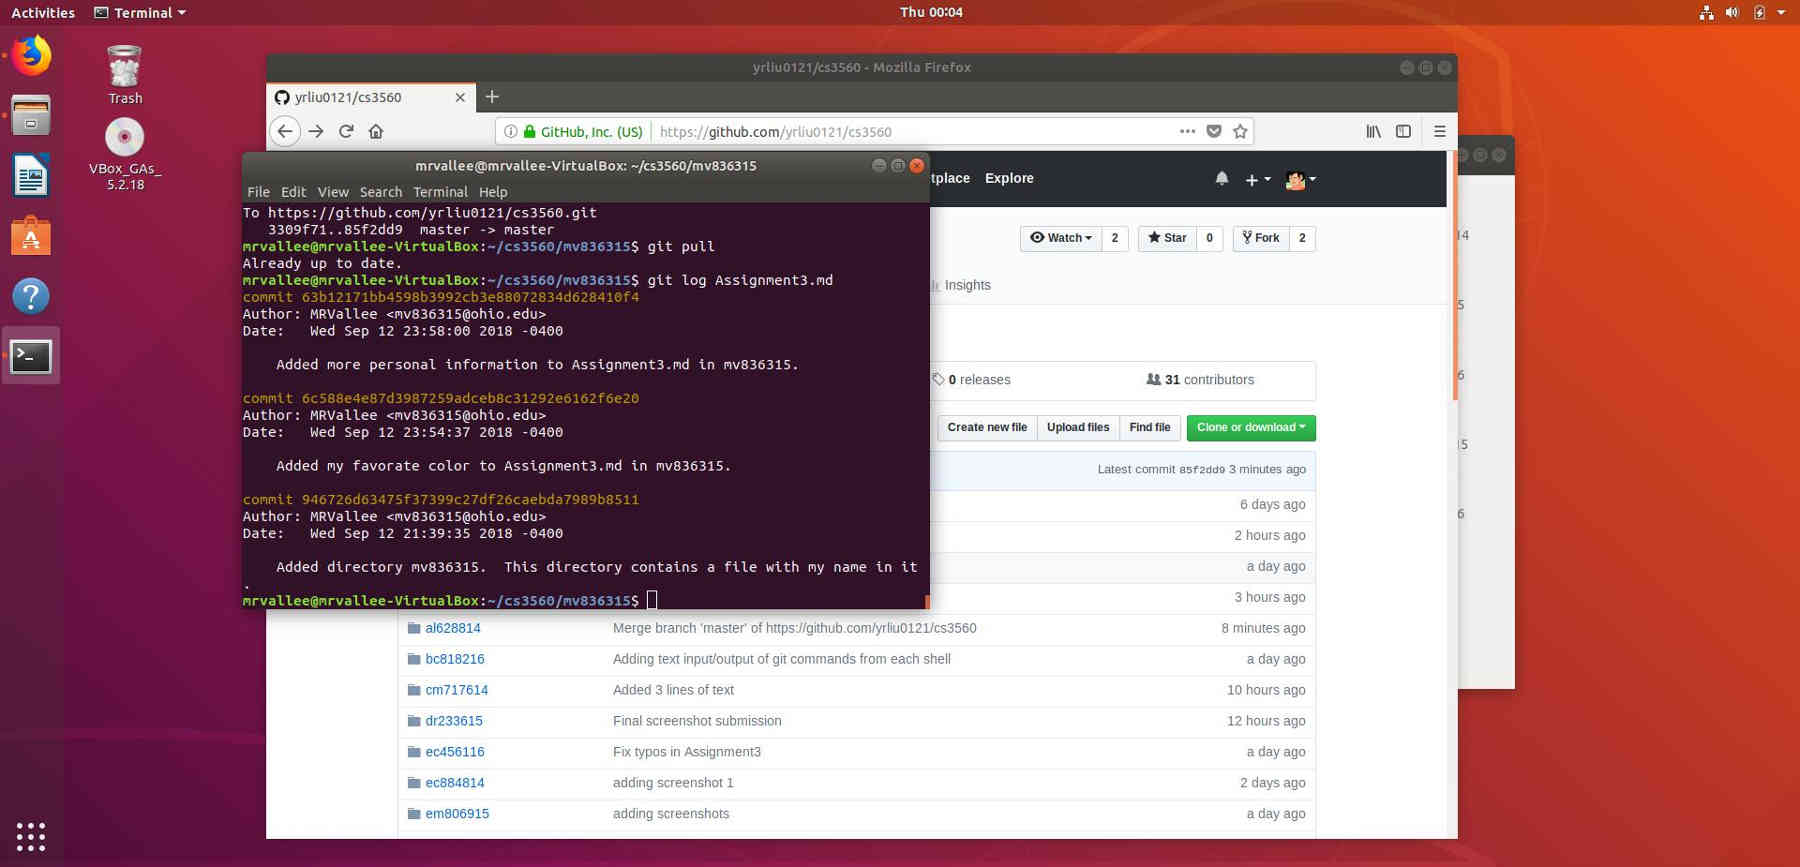 Activities Terminal Thu 00:04
Trash
VBox_GAs_
5.2.18
yrliu0121/cs3560 - Mozilla Firefox
yrliu0121/cs3560
GitHub, Inc. (US) https://github.com/yrliu0121/cs3560
mrvallee@mrvallee-VirtualBox: ~/cs3560/mv836315
File Edit View Search Terminal Help
To https://github.com/yrliu0121/cs3560.git
3309f71..85f2dd9 master -> master
mrvallee@mrvallee-VirtualBox:~/cs3560/mv836315$ git pull
Already up to date.
mrvallee@mrvallee-VirtualBox:~/cs3560/mv836315$ git log Assignment3.md
commit 63b12171bb4598b3992cb3e88072834d628410f4
Author: MRVallee <mv836315@ohio.edu>
Date: Wed Sep 12 23:58:00 2018 -0400
Added more personal information to Assignment3.md in mv836315.
commit 6c588e4e87d3987259adceb8c31292e6162f6e20
Author: MRVallee <mv836315@ohio.edu>
Date: Wed Sep 12 23:54:37 2018 -0400
Added my favorate color to Assignment3.md in mv836315.
commit 946726d63475f37399c27df26caebda7989b8511
Author: MRVallee <mv836315@ohio.edu>
Date: Wed Sep 12 21:39:35 2018 -0400
Added directory mv836315. This directory contains a file with my name in it
.
mrvallee@mrvallee-VirtualBox:~/cs3560/mv836315$
tplace Explore
Watch 2 Star 0 Fork 2
Insights
0 releases 31 contributors
Create new file Upload files Find file Clone or download
Latest commit 85f2dd9 3 minutes ago
6 days ago
2 hours ago
a day ago
3 hours ago
al628814 Merge branch 'master' of https://github.com/yrliu0121/cs3560 8 minutes ago
bc818216 Adding text input/output of git commands from each shell a day ago
cm717614 Added 3 lines of text 10 hours ago
dr233615 Final screenshot submission 12 hours ago
ec456116 Fix typos in Assignment3 a day ago
ec884814 adding screenshot 1 2 days ago
em806915 adding screenshots a day ago
14
5
6
15
6